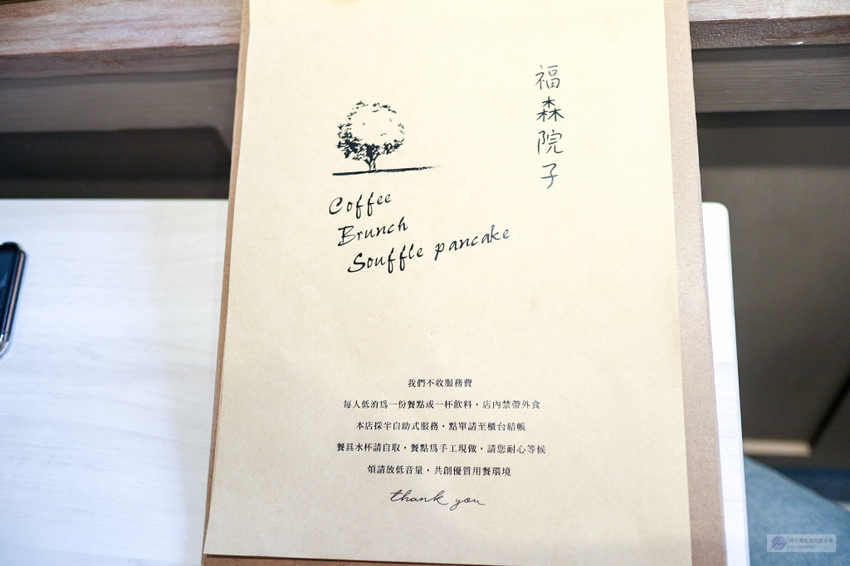 福森院子
Coffee
Brunch
Souffle pancake
我們不收服務費
每人低消為一份餐點或一杯飲料，店內禁帶外食
本店採半自助式服務，點單請至櫃台結帳
餐具水杯請自取，餐點為手工現做，請您耐心等候
煩請放低音量，共創優質用餐環境
thank you